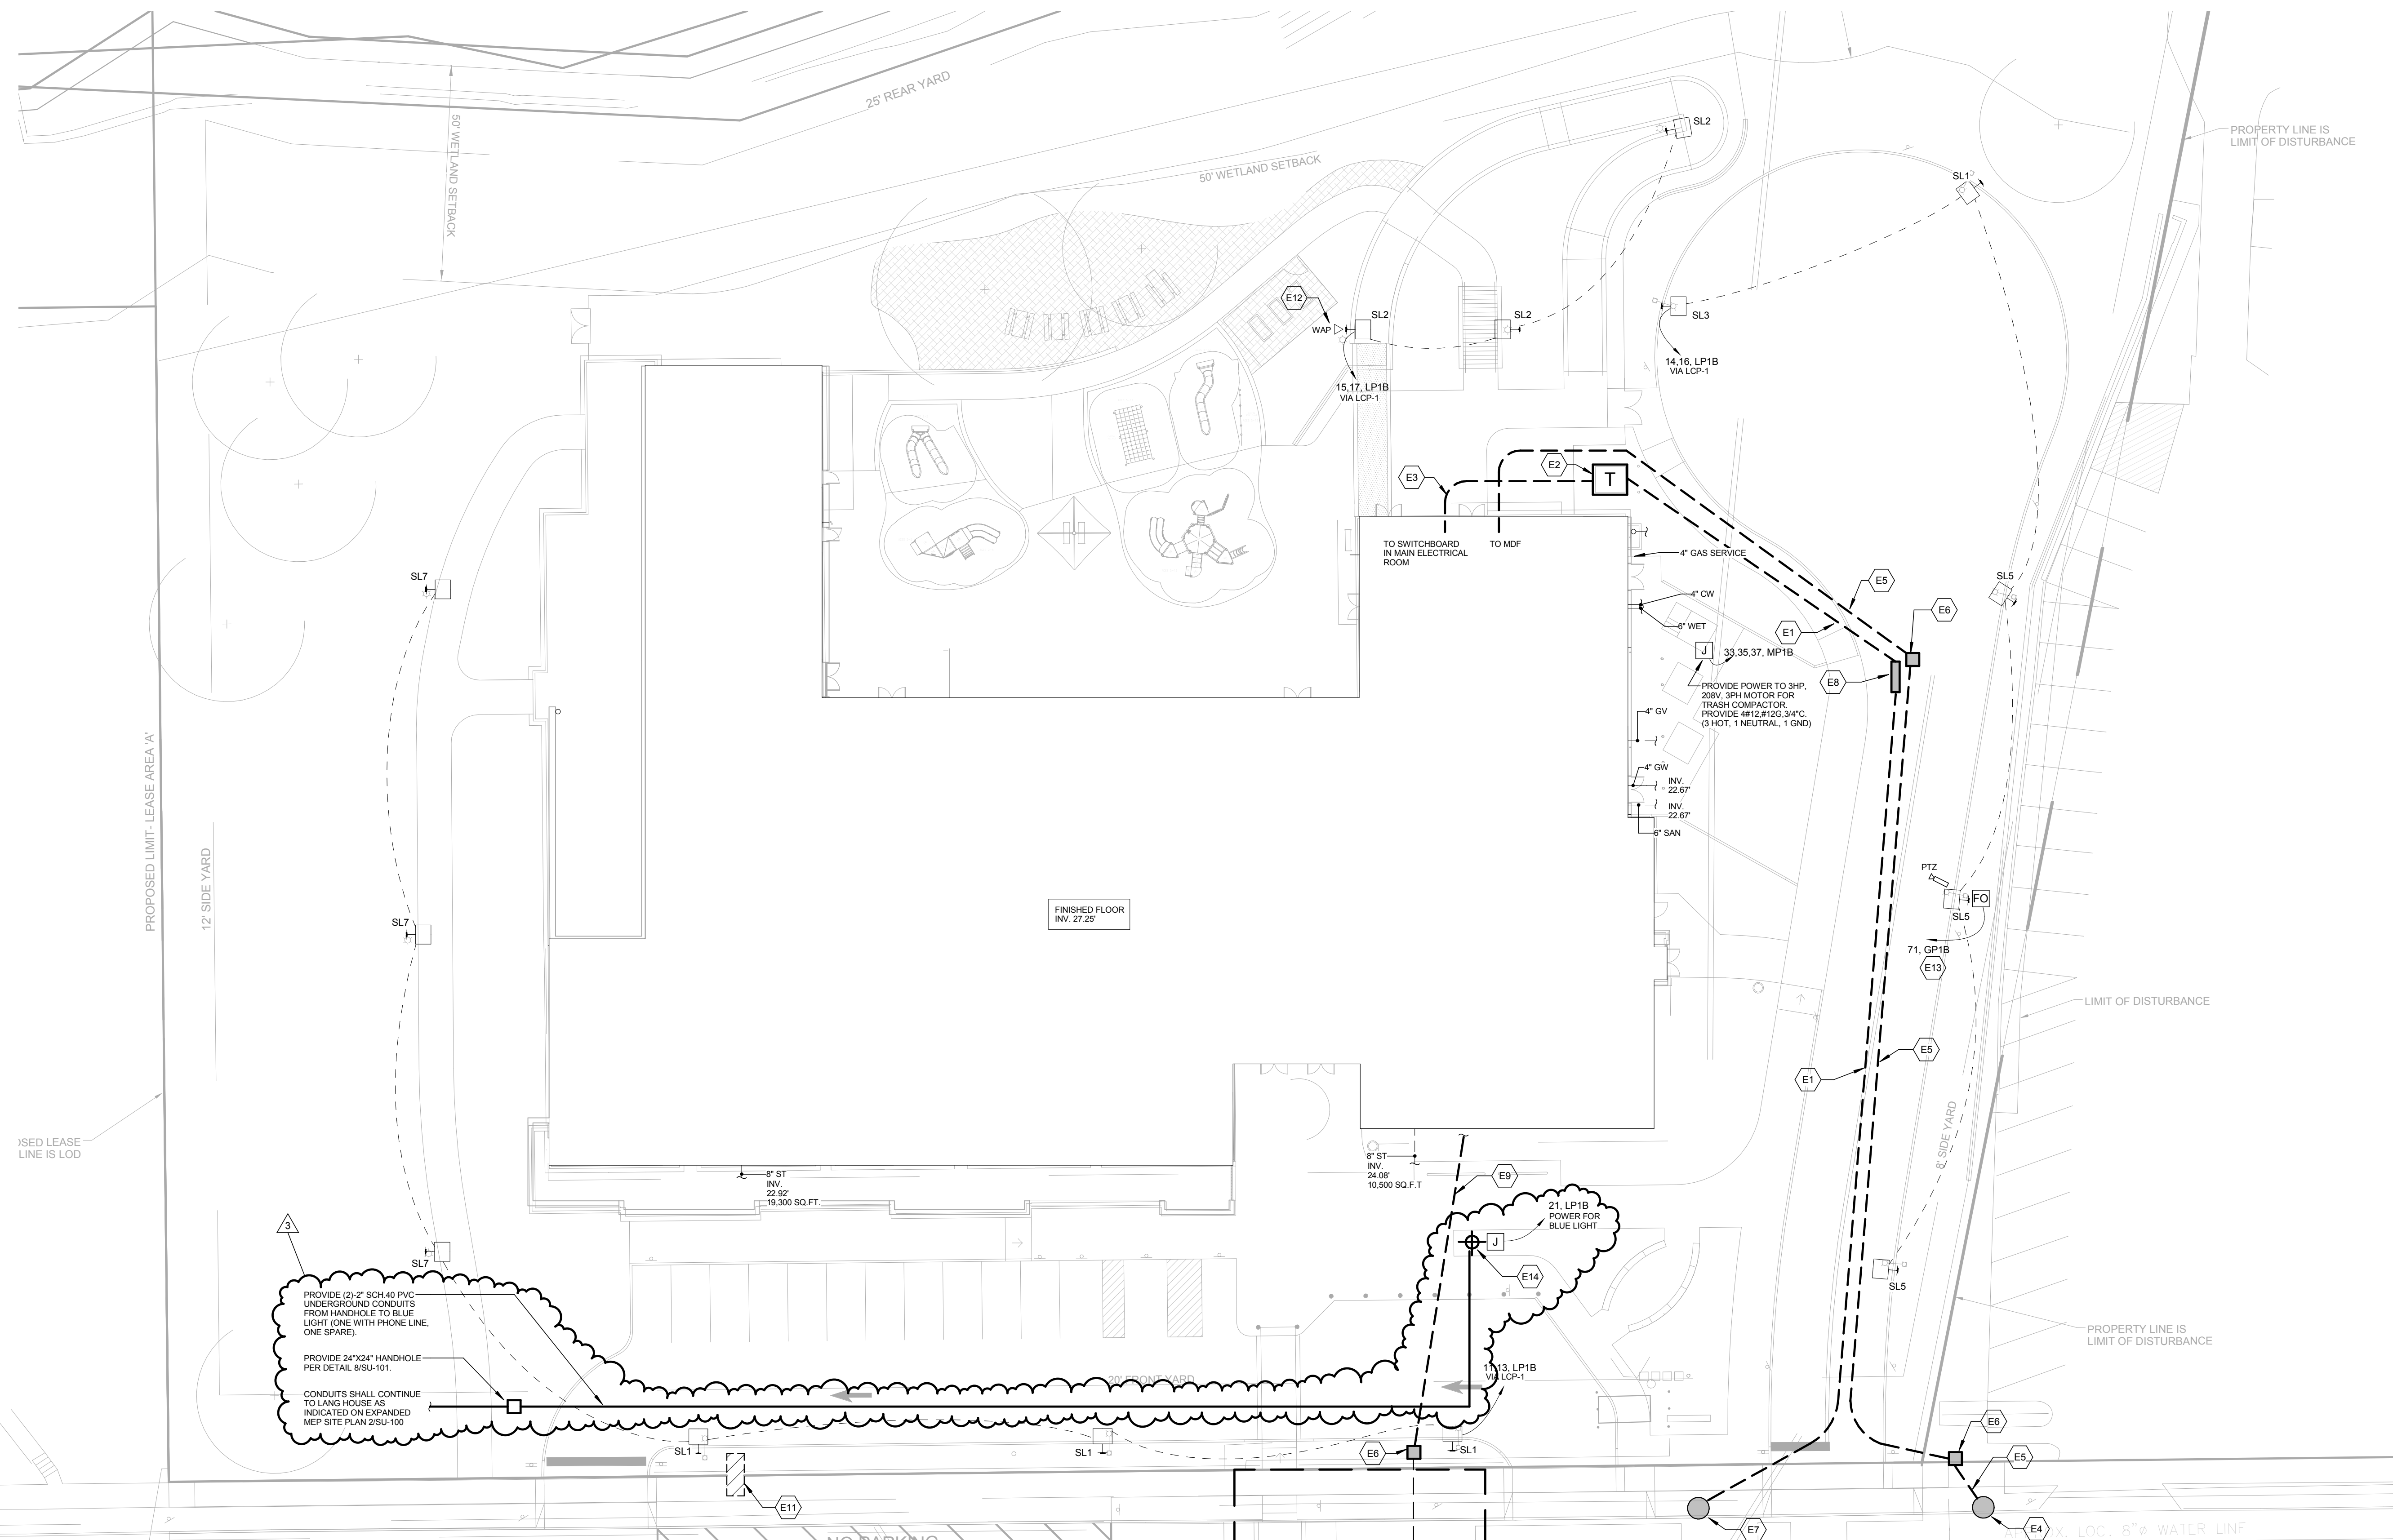 25' REAR YARD
50' WETLAND SETBACK
50' WETLAND SETBACK
SL2
PROPERTY LINE IS
LIMIT OF DISTURBANCE
SL1
E12
WAP
SL2
SL2
SL3
14,16, LP1B
VIA LCP-1
15,17, LP1B
VIA LCP-1
E3
E2
T
TO SWITCHBOARD
IN MAIN ELECTRICAL
ROOM
TO MDF
4" GAS SERVICE
SL7
SL5
E5
4" CW
E6
6" WET
E1
J
33,35,37, MP1B
E8
PROVIDE POWER TO 3HP,
208V, 3PH MOTOR FOR
TRASH COMPACTOR.
PROVIDE 4#12,#12G,3/4"C.
(3 HOT, 1 NEUTRAL, 1 GND)
4" GV
4" GW
INV.
22.67'
INV.
22.67'
6" SAN
PROPOSED LIMIT- LEASE AREA 'A'
12' SIDE YARD
PTZ
FO
SL5
FINISHED FLOOR
INV. 27.25'
SL7
71, GP1B
E13
LIMIT OF DISTURBANCE
E5
E1
8' SIDE YARD
OSED LEASE
LINE IS LOD
8" ST
INV.
22.92'
19,300 SQ.FT.
8" ST
INV.
24.08'
10,500 SQ.F.T
E9
21, LP1B
POWER FOR
BLUE LIGHT
J
E14
3
SL7
SL5
PROVIDE (2)-2" SCH.40 PVC
UNDERGROUND CONDUITS
FROM HANDHOLE TO BLUE
LIGHT (ONE WITH PHONE LINE,
ONE SPARE).
PROPERTY LINE IS
LIMIT OF DISTURBANCE
PROVIDE 24"X24" HANDHOLE
PER DETAIL 8/SU-101.
20' FRONT YARD
11,13, LP1B
VIA LCP-1
CONDUITS SHALL CONTINUE
TO LANG HOUSE AS
INDICATED ON EXPANDED
MEP SITE PLAN 2/SU-100
SL1
SL1
E6
SL1
E6
E5
E11
E7
E4
NO PARKING
X. LOC. 8"ø WATER LINE